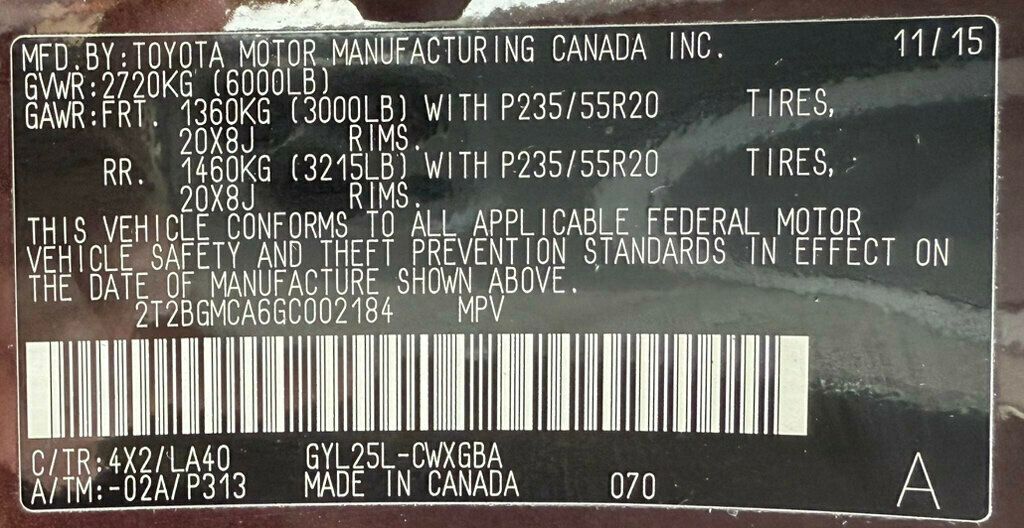 MFD.BY:TOYOTA MOTOR MANUFACTURING CANADA INC. 11/15
GVWR:2720KG (6000LB)
GAWR:FRT. 1360KG (3000LB) WITH P235/55R20 TIRES,
20X8J RIMS.
RR. 1460KG (3215LB) WITH P235/55R20 TIRES,
20X8J RIMS.
THIS VEHICLE CONFORMS TO ALL APPLICABLE FEDERAL MOTOR
VEHICLE SAFETY AND THEFT PREVENTION STANDARDS IN EFFECT ON
THE DATE OF MANUFACTURE SHOWN ABOVE.
2T2BGMCA6GC002184 MPV
C/TR:4X2/LA40 GYL25L-CWXGBA
A/TM:-02A/P313 MADE IN CANADA 070 A